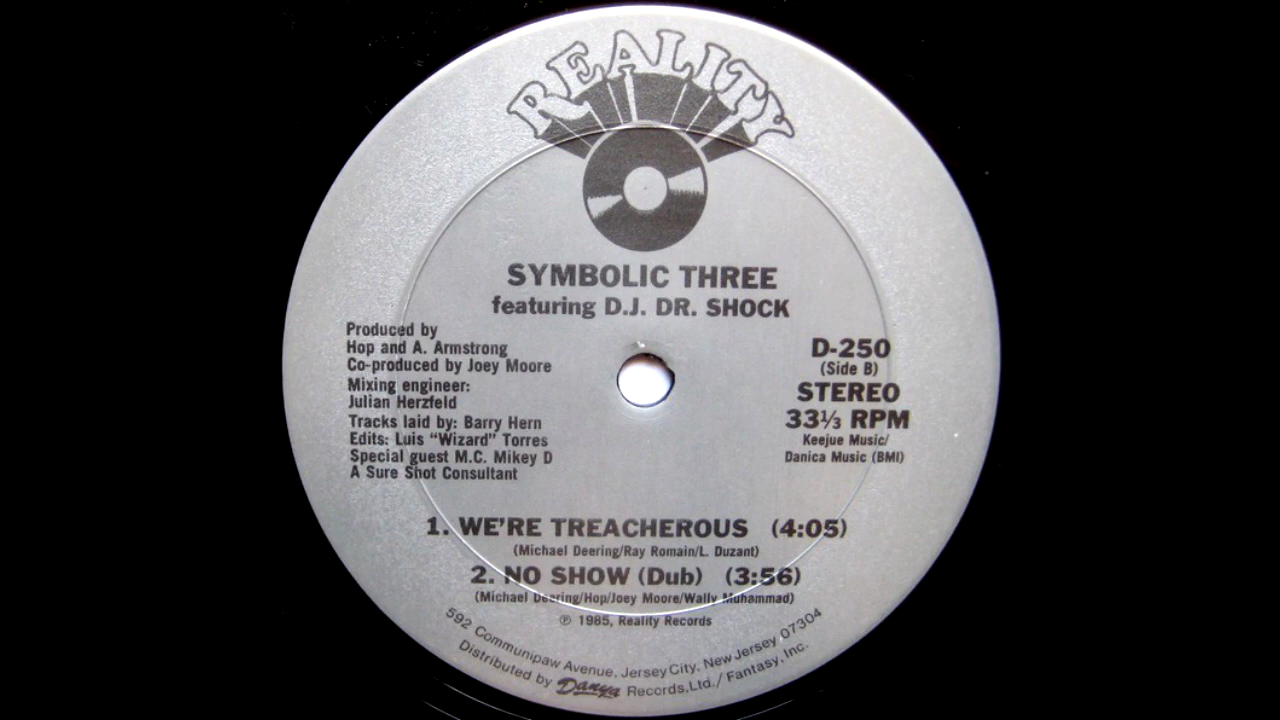 REALITY
SYMBOLIC THREE
featuring D.J. DR. SHOCK
Produced by
Hop and A. Armstrong
Co-produced by Joey Moore
Mixing engineer:
Julian Herzfeld
Tracks laid by: Barry Hern
Edits: Luis “Wizard” Torres
Special guest M.C. Mikey D
A Sure Shot Consultant
D-250
(Side B)
STEREO
33⅓ RPM
Keejue Music/
Danica Music (BMI)
1. WE'RE TREACHEROUS (4:05)
(Michael Deering/Ray Romain/L. Duzant)
2. NO SHOW (Dub) (3:56)
(Michael Deering/Hop/Joey Moore/Wally Muhammad)
℗ 1985, Reality Records
592 Communipaw Avenue, Jersey City, New Jersey 07304
Distributed by Danya Records, Ltd./ Fantasy, Inc.